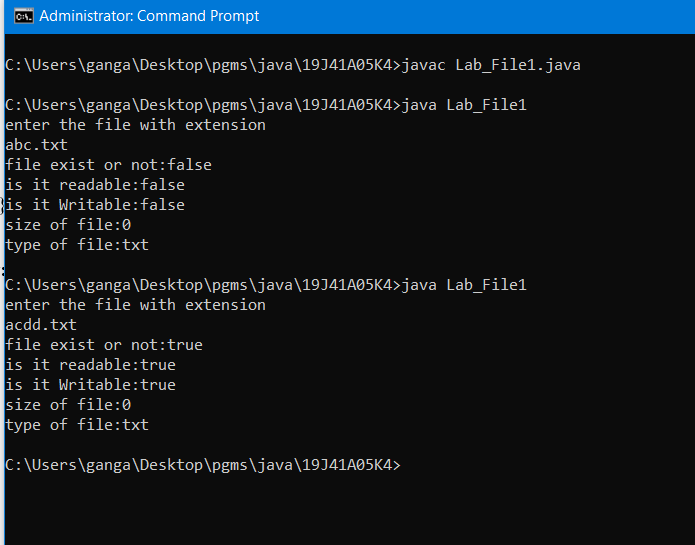 Administrator: Command Prompt
C:\Users\ganga\Desktop\pgms\java\19J41A05K4>javac Lab_File1.java
C:\Users\ganga\Desktop\pgms\java\19J41A05K4>java Lab_File1
enter the file with extension
abc.txt
file exist or not:false
is it readable:false
is it Writable:false
size of file:0
type of file:txt
C:\Users\ganga\Desktop\pgms\java\19J41A05K4>java Lab_File1
enter the file with extension
acdd.txt
file exist or not:true
is it readable:true
is it Writable:true
size of file:0
type of file:txt
C:\Users\ganga\Desktop\pgms\java\19J41A05K4>